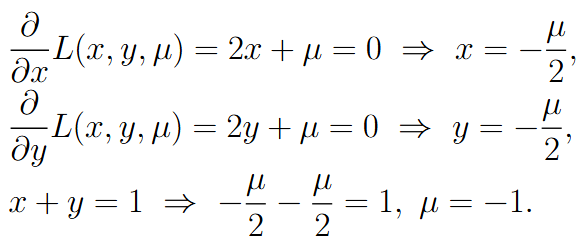 ∂/∂x L(x, y, μ) = 2x + μ = 0 ⇒ x = −μ/2,
∂/∂y L(x, y, μ) = 2y + μ = 0 ⇒ y = −μ/2,
x + y = 1 ⇒ −μ/2 − μ/2 = 1, μ = −1.